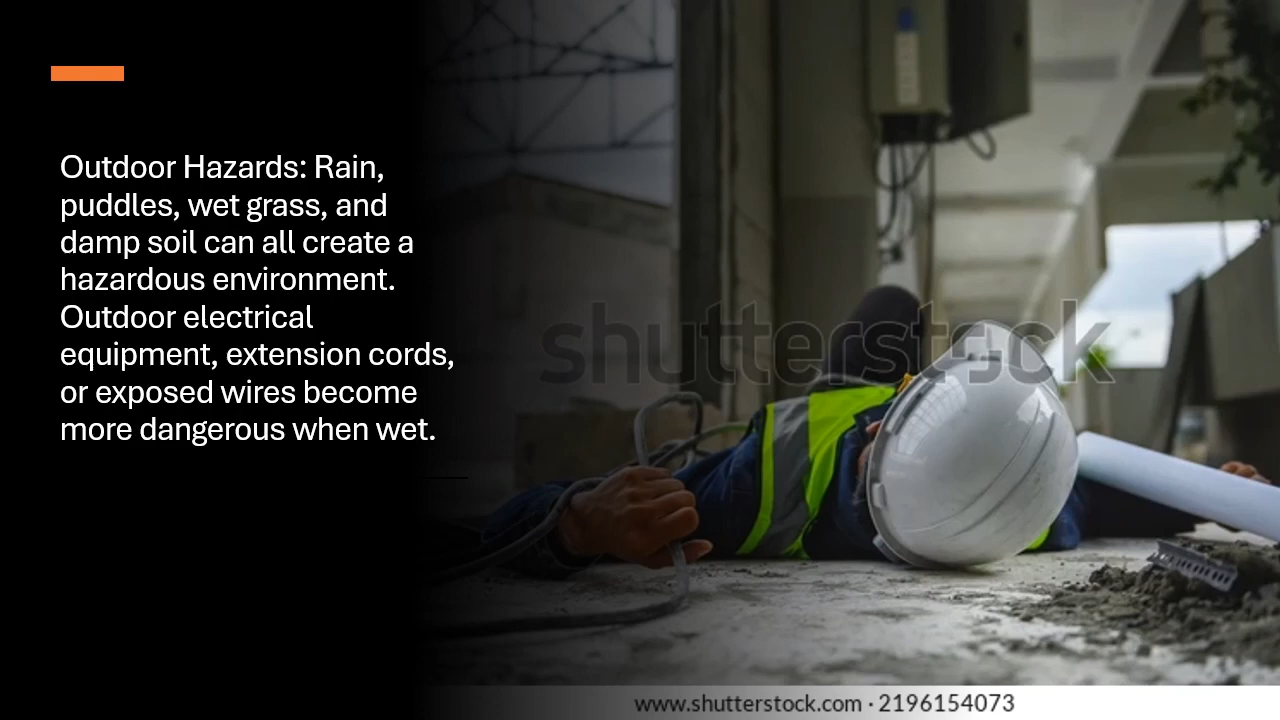 Outdoor Hazards: Rain,
puddles, wet grass, and
damp soil can all create a
hazardous environment.
Outdoor electrical
equipment, extension cords,
or exposed wires become
more dangerous when wet.
shutterstock
www.shutterstock.com · 2196154073